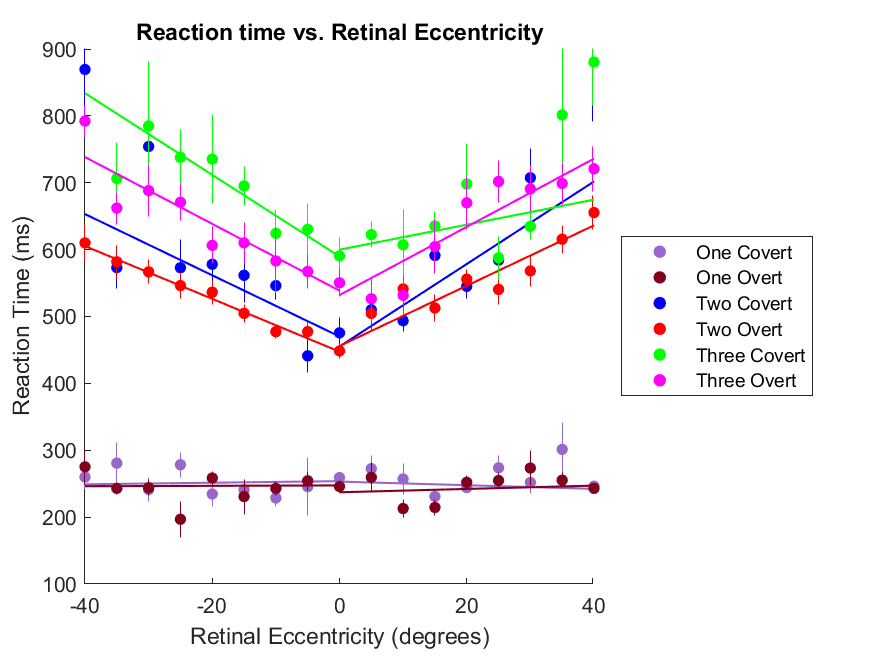 Reaction time vs. Retinal Eccentricity
900
800
700
600
500
400
300
200
100
Reaction Time (ms)
-40
-20
0
20
40
Retinal Eccentricity (degrees)
One Covert
One Overt
Two Covert
Two Overt
Three Covert
Three Overt